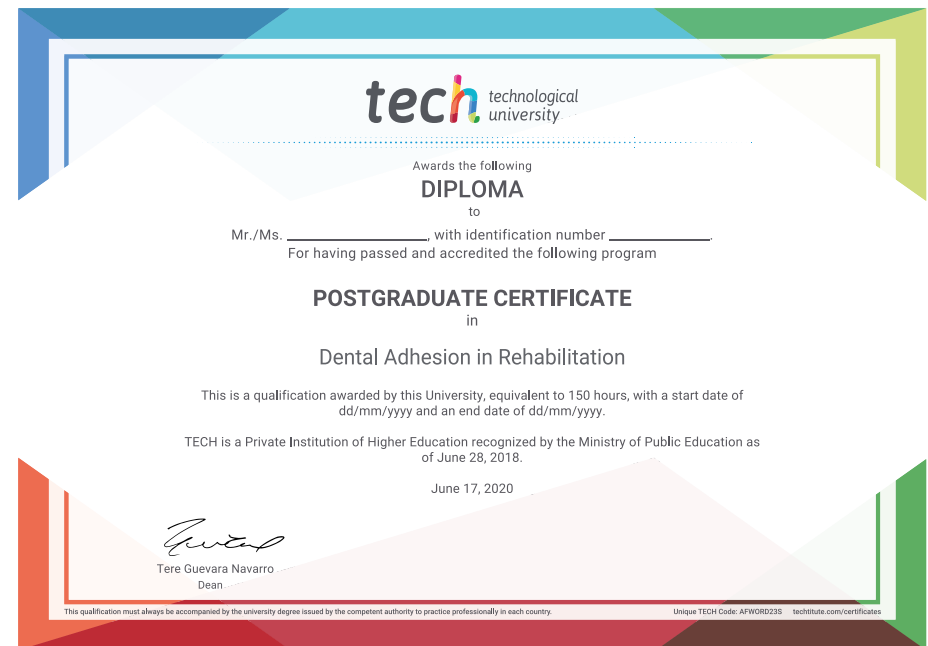 tech technological
university
Awards the following
DIPLOMA
to
Mr./Ms. ____________, with identification number ____________.
For having passed and accredited the following program
POSTGRADUATE CERTIFICATE
in
Dental Adhesion in Rehabilitation
This is a qualification awarded by this University, equivalent to 150 hours, with a start date of
dd/mm/yyyy and an end date of dd/mm/yyyy.
TECH is a Private Institution of Higher Education recognized by the Ministry of Public Education as
of June 28, 2018.
June 17, 2020
Tere Guevara Navarro
Dean
This qualification must always be accompanied by the university degree issued by the competent authority to practice professionally in each country.
Unique TECH Code: AFWORD23S techtitute.com/certificates